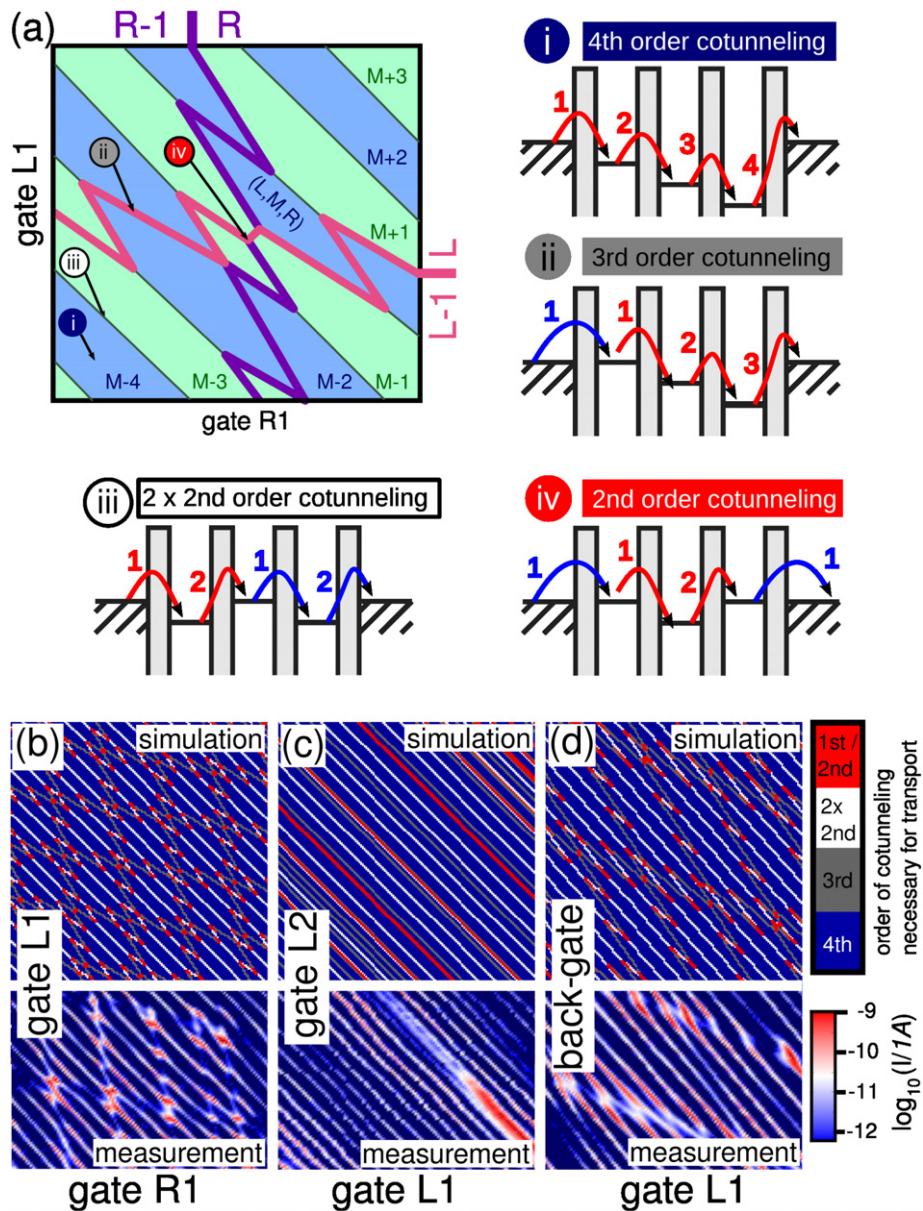 (a)
R-1 R
M+3
ii
iv
M+2
gate L1
(L,M,R)
M+1
iii
L
L-1
i
M-4
M-3
M-2
M-1
gate R1
i
4th order cotunneling
1
2
3
4
ii
3rd order cotunneling
1
1
2
3
iii
2 x 2nd order cotunneling
1
2
1
2
iv
2nd order cotunneling
1
1
2
1
(b)
simulation
gate L1
measurement
gate R1
(c)
simulation
gate L2
measurement
gate L1
(d)
simulation
back-gate
measurement
gate L1
1st /
2nd
2x
2nd
3rd
4th
order of cotunneling
necessary for transport
-9
-10
-11
-12
log10(I/1A)